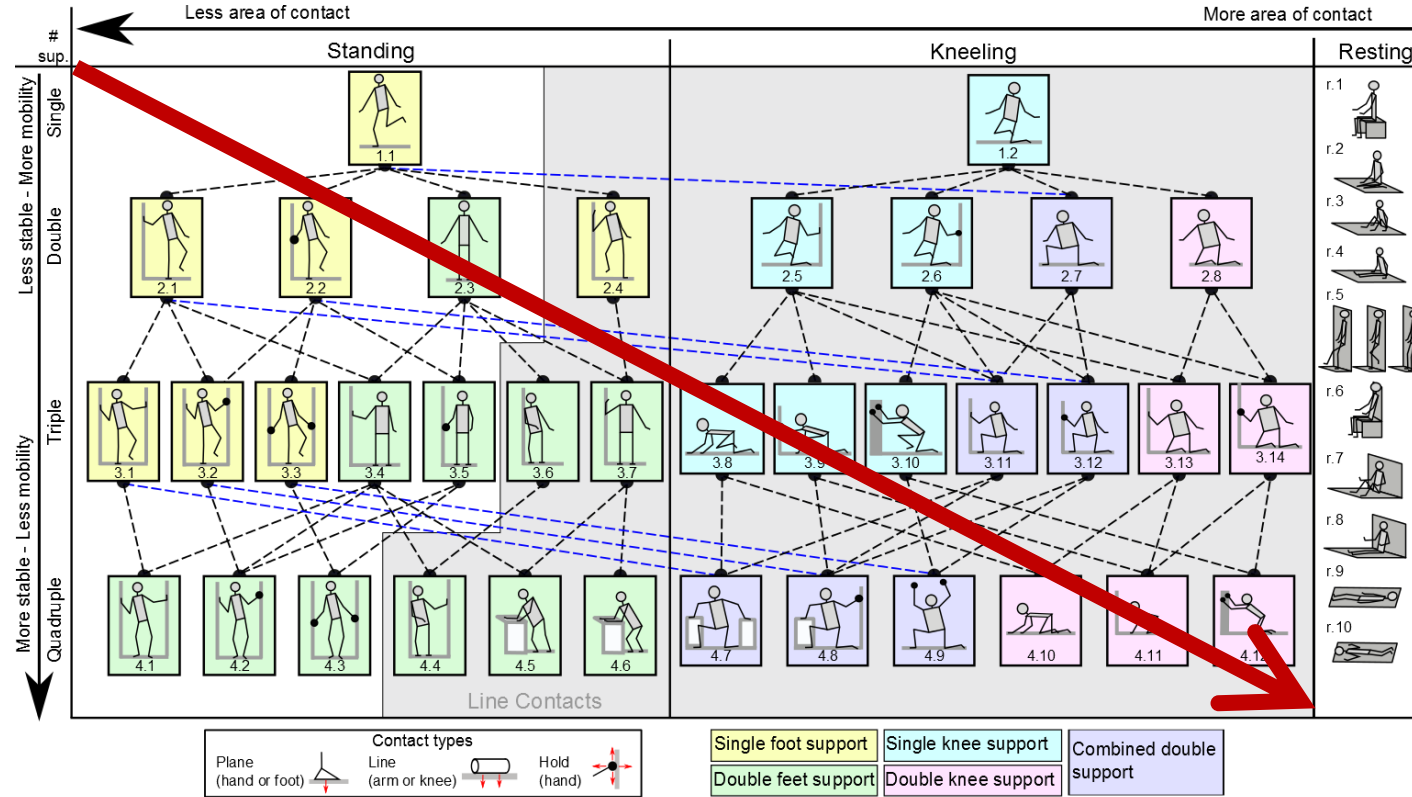 Less area of contact
More area of contact
#
sup.
Standing
Kneeling
Resting
Less stable - More mobility
More stable - Less mobility
Single
1.1
1.2
Double
2.1
2.2
2.3
2.4
2.5
2.6
2.7
2.8
Triple
3.1
3.2
3.3
3.4
3.5
3.6
3.7
3.8
3.9
3.10
3.11
3.12
3.13
3.14
Quadruple
4.1
4.2
4.3
4.4
4.5
4.6
4.7
4.8
4.9
4.10
4.11
4.12
Line Contacts
r.1
r.2
r.3
r.4
r.5
r.6
r.7
r.8
r.9
r.10
Contact types
Plane
(hand or foot)
Line
(arm or knee)
Hold
(hand)
Single foot support
Single knee support
Combined double
support
Double feet support
Double knee support